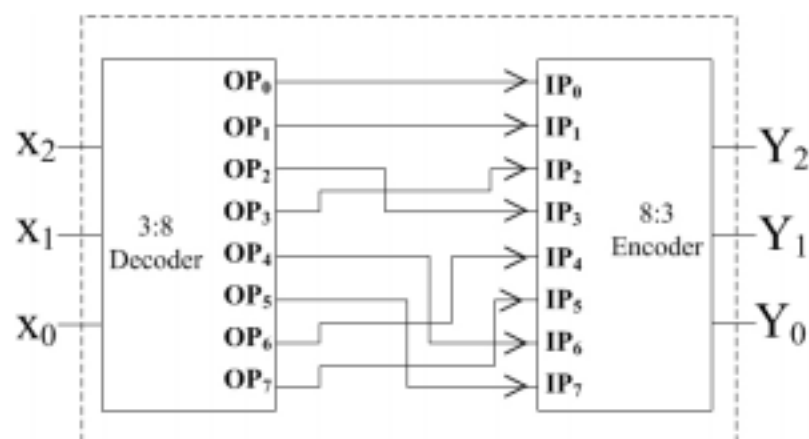 X₂
X₁
X₀
3:8
Decoder
OP₀
OP₁
OP₂
OP₃
OP₄
OP₅
OP₆
OP₇
IP₀
IP₁
IP₂
IP₃
IP₄
IP₅
IP₆
IP₇
8:3
Encoder
Y₂
Y₁
Y₀